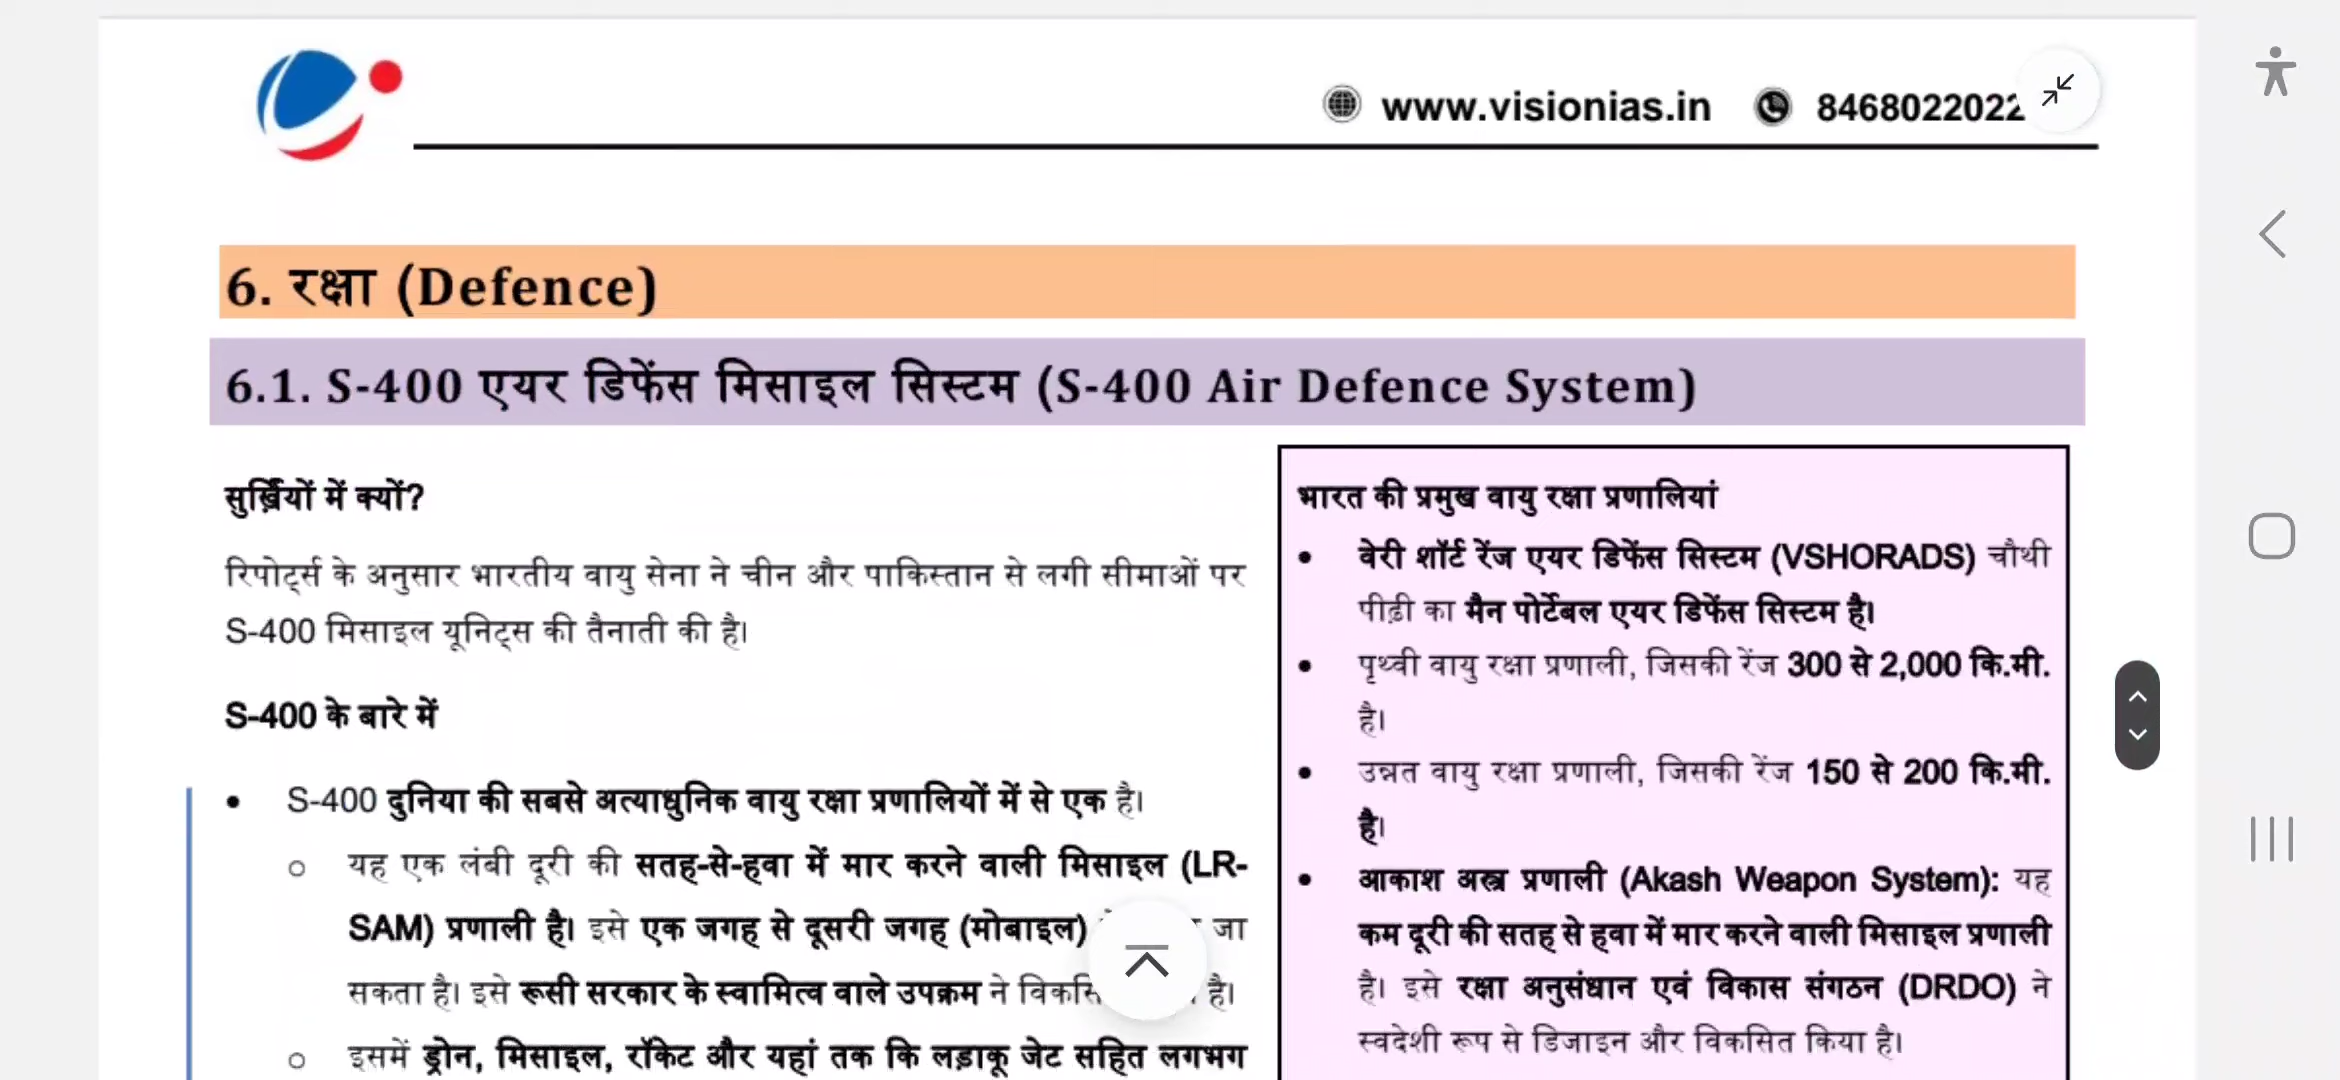 www.visionias.in 8468022022
6. रक्षा (Defence)
6.1. S-400 एयर डिफेंस मिसाइल सिस्टम (S-400 Air Defence System)
सुर्ख़ियों में क्यों?
रिपोर्ट्स के अनुसार भारतीय वायु सेना ने चीन और पाकिस्तान से लगी सीमाओं पर
S-400 मिसाइल यूनिट्स की तैनाती की है।
S-400 के बारे में
• S-400 दुनिया की सबसे अत्याधुनिक वायु रक्षा प्रणालियों में से एक है।
o यह एक लंबी दूरी की सतह-से-हवा में मार करने वाली मिसाइल (LR-
SAM) प्रणाली है। इसे एक जगह से दूसरी जगह (मोबाइल) जा
सकता है। इसे रूसी सरकार के स्वामित्व वाले उपक्रम ने है।
o इसमें ड्रोन, मिसाइल, रॉकेट और यहां तक कि लड़ाकू जेट सहित लगभग
भारत की प्रमुख वायु रक्षा प्रणालियां
• वेरी शॉर्ट रेंज एयर डिफेंस सिस्टम (VSHORADS) चौथी
पीढ़ी का मैन पोर्टेबल एयर डिफेंस सिस्टम है।
• पृथ्वी वायु रक्षा प्रणाली, जिसकी रेंज 300 से 2,000 कि.मी.
है।
• उन्नत वायु रक्षा प्रणाली, जिसकी रेंज 150 से 200 कि.मी.
है।
• आकाश अस्त्र प्रणाली (Akash Weapon System): यह
कम दूरी की सतह से हवा में मार करने वाली मिसाइल प्रणाली
है। इसे रक्षा अनुसंधान एवं विकास संगठन (DRDO) ने
स्वदेशी रूप से डिजाइन और विकसित किया है।